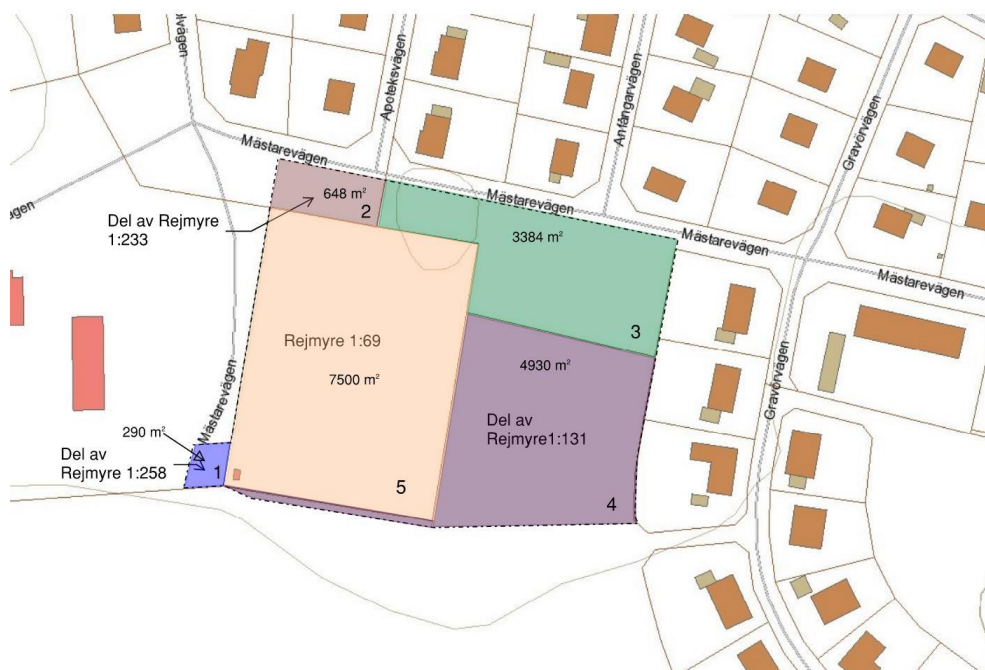 Apoteksvägen
Anfängarvägen
Gravörvägen
Mästarevägen
648 m²
Mästarevägen
2
Del av Rejmyre
1:233
3384 m²
Mästarevägen
Mästarevägen
3
Rejmyre 1:69
7500 m²
4930 m²
Del av
Rejmyre1:131
Mästarevägen
Gravörvägen
290 m²
Del av
Rejmyre 1:258
1
5
4